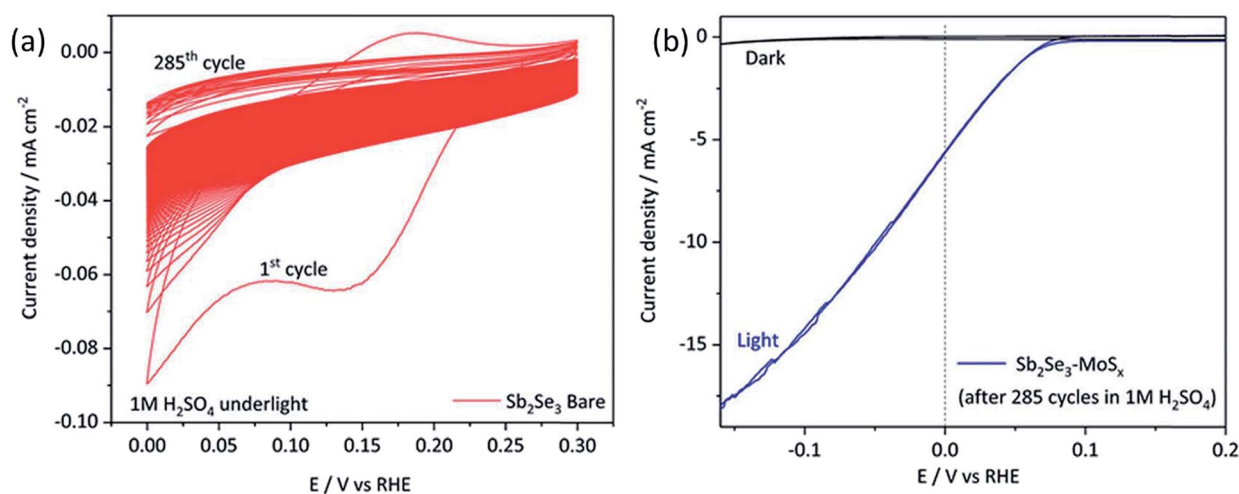 (a)
0.00
-0.02
-0.04
-0.06
-0.08
-0.10
Current density / mA cm⁻²
285ᵗʰ cycle
1ˢᵗ cycle
1M H₂SO₄ underlight
Sb₂Se₃ Bare
0.00 0.05 0.10 0.15 0.20 0.25 0.30
E / V vs RHE
(b)
0
-5
-10
-15
Current density / mA cm⁻²
Dark
Light
Sb₂Se₃-MoSₓ
(after 285 cycles in 1M H₂SO₄)
-0.1 0.0 0.1 0.2
E / V vs RHE